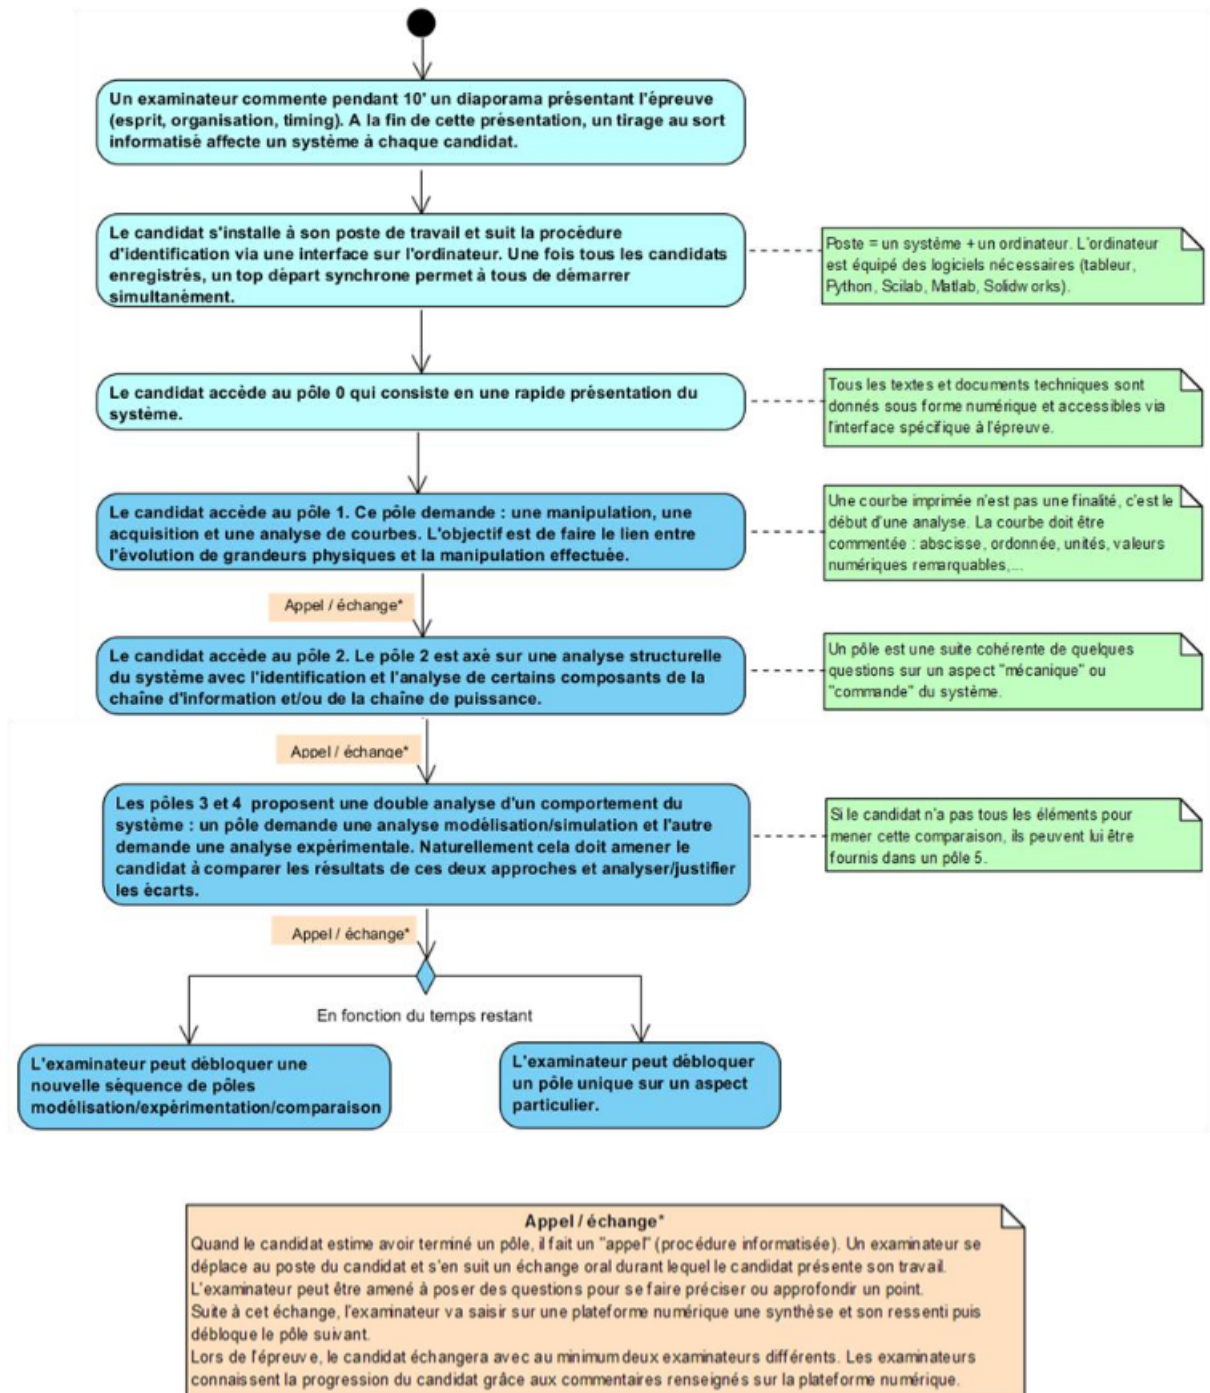 Un examinateur commente pendant 10' un diaporama présentant l'épreuve
(esprit, organisation, timing). A la fin de cette présentation, un tirage au sort
informatisé affecte un système à chaque candidat.
Le candidat s'installe à son poste de travail et suit la procédure
d'identification via une interface sur l'ordinateur. Une fois tous les candidats
enregistrés, un top départ synchrone permet à tous de démarrer
simultanément.
Poste = un système + un ordinateur. L'ordinateur
est équipé des logiciels nécessaires (tableur,
Python, Scilab, Matlab, Solidworks).
Le candidat accède au pôle 0 qui consiste en une rapide présentation du
système.
Tous les textes et documents techniques sont
donnés sous forme numérique et accessibles via
l'interface spécifique à l'épreuve.
Le candidat accède au pôle 1. Ce pôle demande : une manipulation, une
acquisition et une analyse de courbes. L'objectif est de faire le lien entre
l'évolution de grandeurs physiques et la manipulation effectuée.
Une courbe imprimée n'est pas une finalité, c'est le
début d'une analyse. La courbe doit être
commentée : abscisse, ordonnée, unités, valeurs
numériques remarquables,...
Appel / échange*
Le candidat accède au pôle 2. Le pôle 2 est axé sur une analyse structurelle
du système avec l'identification et l'analyse de certains composants de la
chaîne d'information et/ou de la chaîne de puissance.
Un pôle est une suite cohérente de quelques
questions sur un aspect "mécanique" ou
"commande" du système.
Appel / échange*
Les pôles 3 et 4 proposent une double analyse d'un comportement du
système : un pôle demande une analyse modélisation/simulation et l'autre
demande une analyse expérimentale. Naturellement cela doit amener le
candidat à comparer les résultats de ces deux approches et analyser/justifier
les écarts.
Si le candidat n'a pas tous les éléments pour
mener cette comparaison, ils peuvent lui être
fournis dans un pôle 5.
Appel / échange*
En fonction du temps restant
L'examinateur peut débloquer une
nouvelle séquence de pôles
modélisation/expérimentation/comparaison
L'examinateur peut débloquer
un pôle unique sur un aspect
particulier.
Appel / échange*
Quand le candidat estime avoir terminé un pôle, il fait un "appel" (procédure informatisée). Un examinateur se
déplace au poste du candidat et s'en suit un échange oral durant lequel le candidat présente son travail.
L'examinateur peut être amené à poser des questions pour se faire préciser ou approfondir un point.
Suite à cet échange, l'examinateur va saisir sur une plateforme numérique une synthèse et son ressenti puis
débloque le pôle suivant.
Lors de l'épreuve, le candidat échangera avec au minimum deux examinateurs différents. Les examinateurs
connaissent la progression du candidat grâce aux commentaires renseignés sur la plateforme numérique.